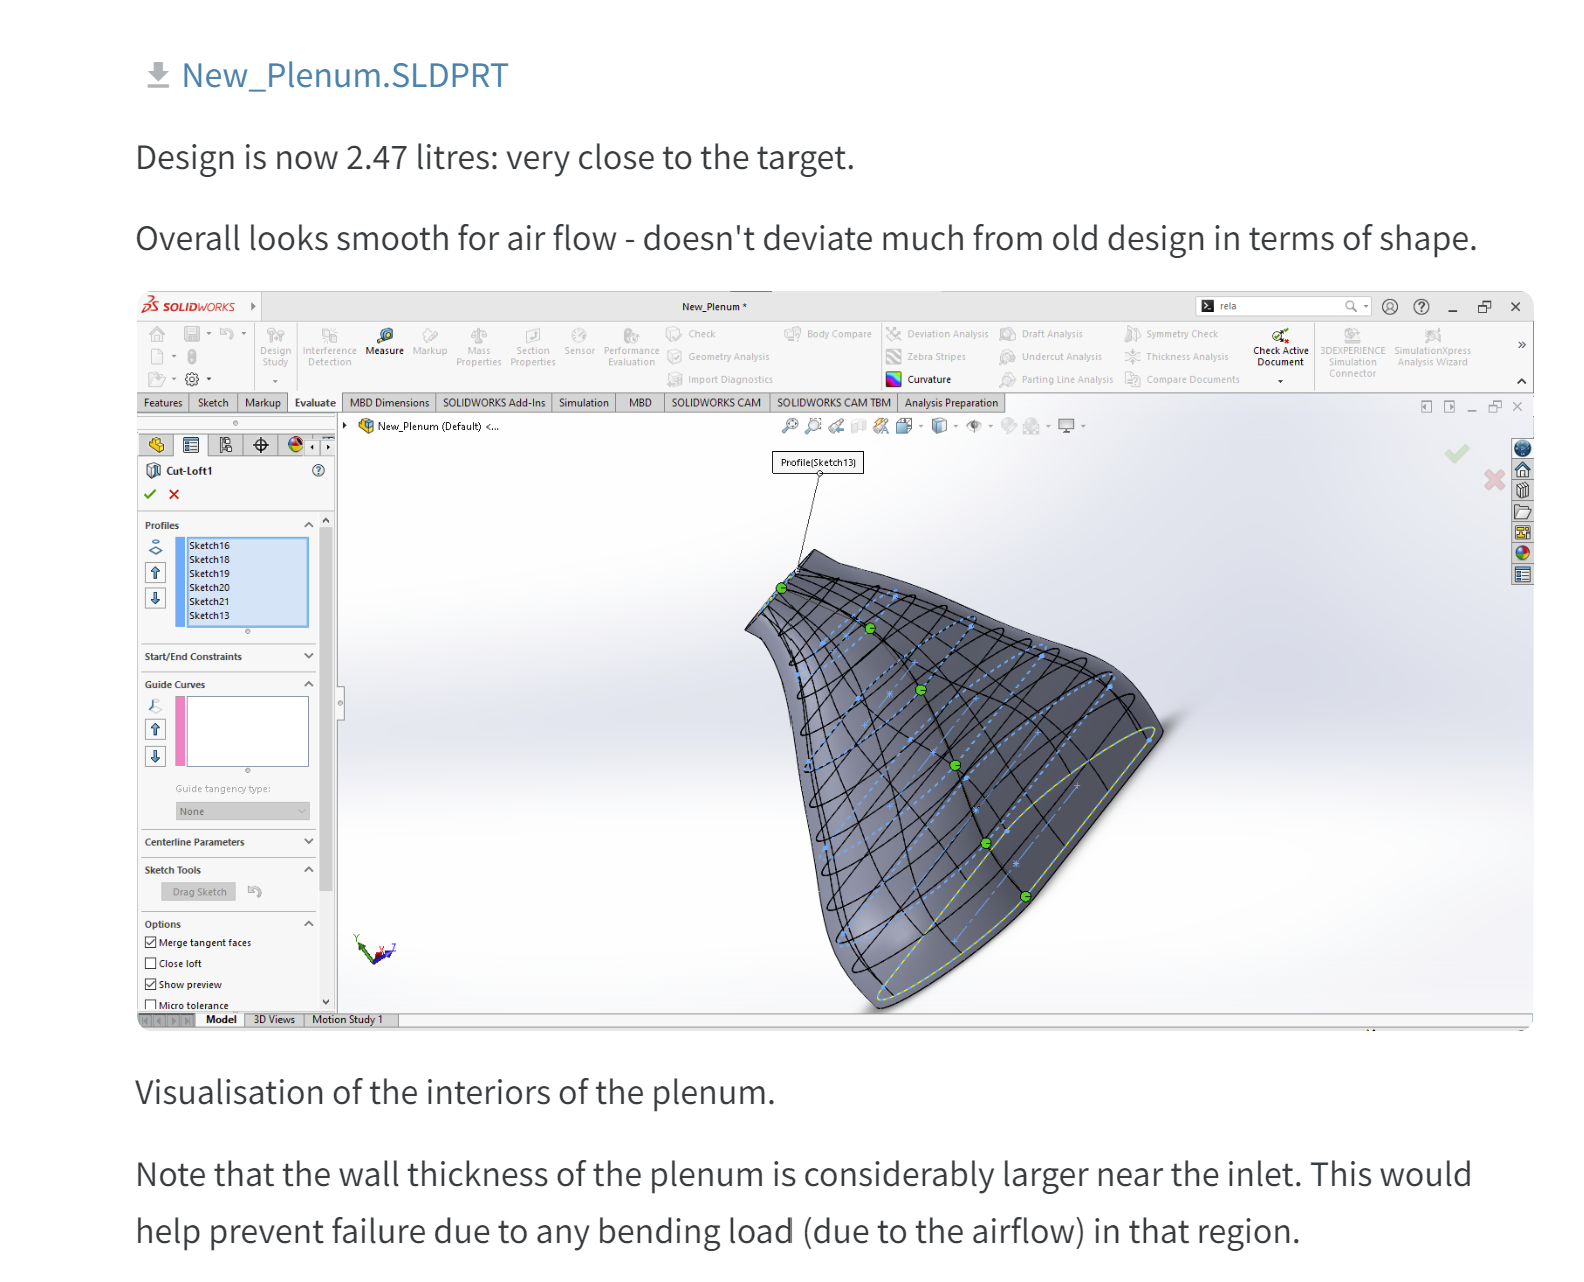 New_Plenum.SLDPRT
Design is now 2.47 litres: very close to the target.
Overall looks smooth for air flow - doesn't deviate much from old design in terms of shape.
SOLIDWORKS
New_Plenum *
rela
Design Study
Interference Detection
Measure
Markup
Mass Properties
Section Properties
Sensor
Performance Evaluation
Check
Geometry Analysis
Import Diagnostics
Body Compare
Deviation Analysis
Zebra Stripes
Curvature
Draft Analysis
Undercut Analysis
Parting Line Analysis
Symmetry Check
Thickness Analysis
Compare Documents
Check Active Document
3DEXPERIENCE Simulation Connector
SimulationXpress Analysis Wizard
Features Sketch Markup Evaluate MBD Dimensions SOLIDWORKS Add-Ins Simulation MBD SOLIDWORKS CAM SOLIDWORKS CAM TBM Analysis Preparation
New_Plenum (Default) <...
Cut-Loft1
Profiles
Sketch16
Sketch18
Sketch19
Sketch20
Sketch21
Sketch13
Start/End Constraints
Guide Curves
Guide tangency type:
None
Centerline Parameters
Sketch Tools
Drag Sketch
Options
Merge tangent faces
Close loft
Show preview
Micro tolerance
Profile(Sketch13)
Y X Z
Model 3D Views Motion Study 1
Visualisation of the interiors of the plenum.
Note that the wall thickness of the plenum is considerably larger near the inlet. This would
help prevent failure due to any bending load (due to the airflow) in that region.